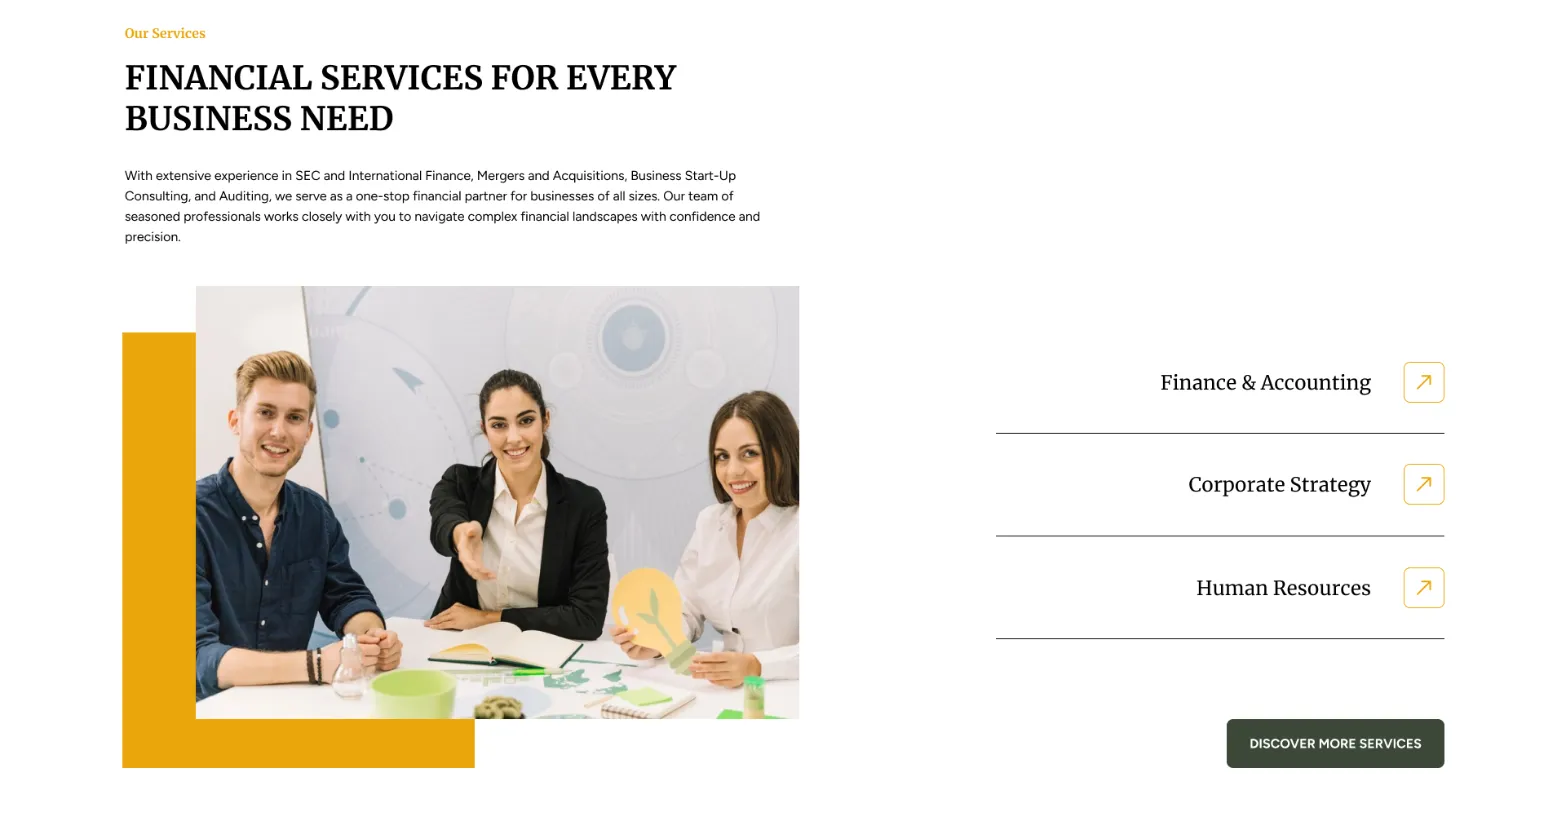 Our Services
FINANCIAL SERVICES FOR EVERY
BUSINESS NEED
With extensive experience in SEC and International Finance, Mergers and Acquisitions, Business Start-Up
Consulting, and Auditing, we serve as a one-stop financial partner for businesses of all sizes. Our team of
seasoned professionals works closely with you to navigate complex financial landscapes with confidence and
precision.
Finance & Accounting
Corporate Strategy
Human Resources
DISCOVER MORE SERVICES